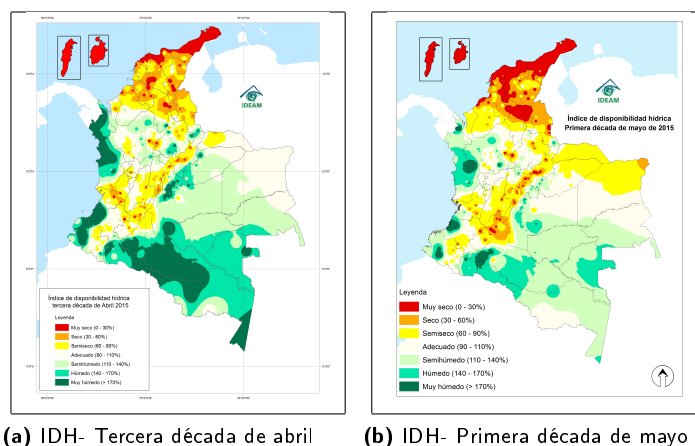 IDEAM
Índice de disponibilidad hídrica
tercera década de Abril 2015
Leyenda
Muy seco (0 - 30%)
Seco (30 - 60%)
Semiseco (60 - 90%)
Adecuado (90 - 110%)
Semihúmedo (110 - 140%)
Húmedo (140 - 170%)
Muy húmedo (> 170%)
(a) IDH- Tercera década de abril
IDEAM
Índice de disponibilidad hídrica
Primera década de mayo de 2015
Leyenda
Muy seco (0 - 30%)
Seco (30 - 60%)
Semiseco (60 - 90%)
Adecuado (90 - 110%)
Semihúmedo (110 - 140%)
Húmedo (140 - 170%)
Muy húmedo (> 170%)
(b) IDH- Primera década de mayo